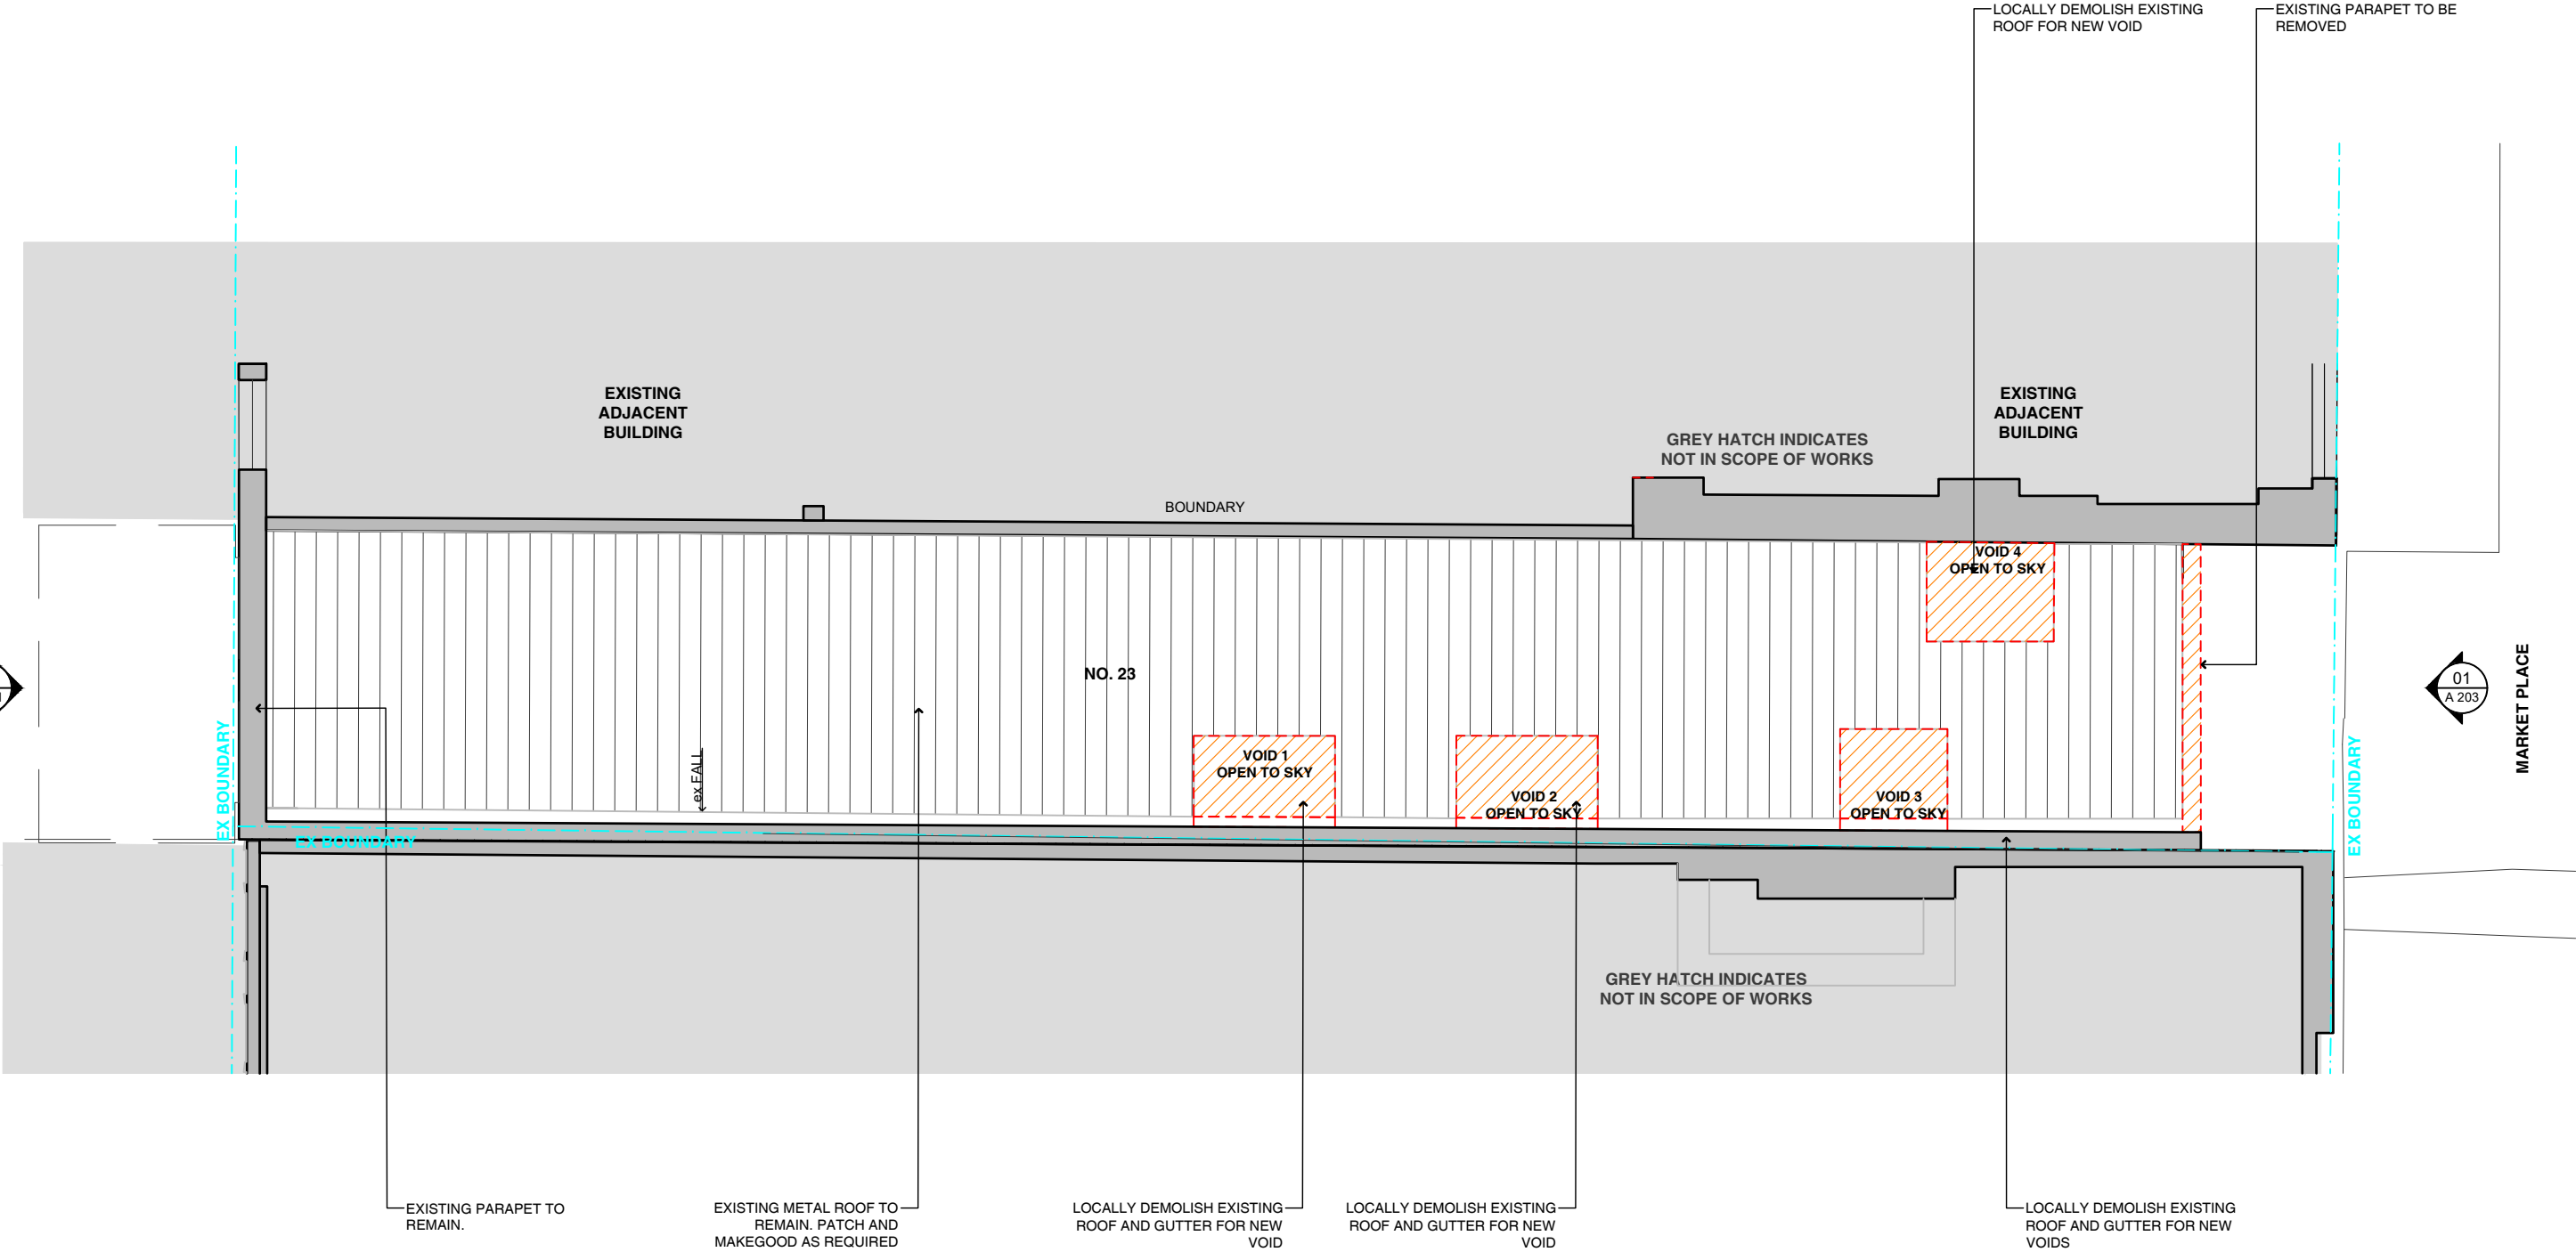 LOCALLY DEMOLISH EXISTING
ROOF FOR NEW VOID
EXISTING PARAPET TO BE
REMOVED
EXISTING
ADJACENT
BUILDING
EXISTING
ADJACENT
BUILDING
GREY HATCH INDICATES
NOT IN SCOPE OF WORKS
BOUNDARY
VOID 4
OPEN TO SKY
NO. 23
01
A 203
MARKET PLACE
EX BOUNDARY
ex FALL
VOID 1
OPEN TO SKY
VOID 2
OPEN TO SKY
VOID 3
OPEN TO SKY
EX BOUNDARY
EX BOUNDARY
GREY HATCH INDICATES
NOT IN SCOPE OF WORKS
EXISTING PARAPET TO
REMAIN.
EXISTING METAL ROOF TO
REMAIN. PATCH AND
MAKEGOOD AS REQUIRED
LOCALLY DEMOLISH EXISTING
ROOF AND GUTTER FOR NEW
VOID
LOCALLY DEMOLISH EXISTING
ROOF AND GUTTER FOR NEW
VOID
LOCALLY DEMOLISH EXISTING
ROOF AND GUTTER FOR NEW
VOIDS